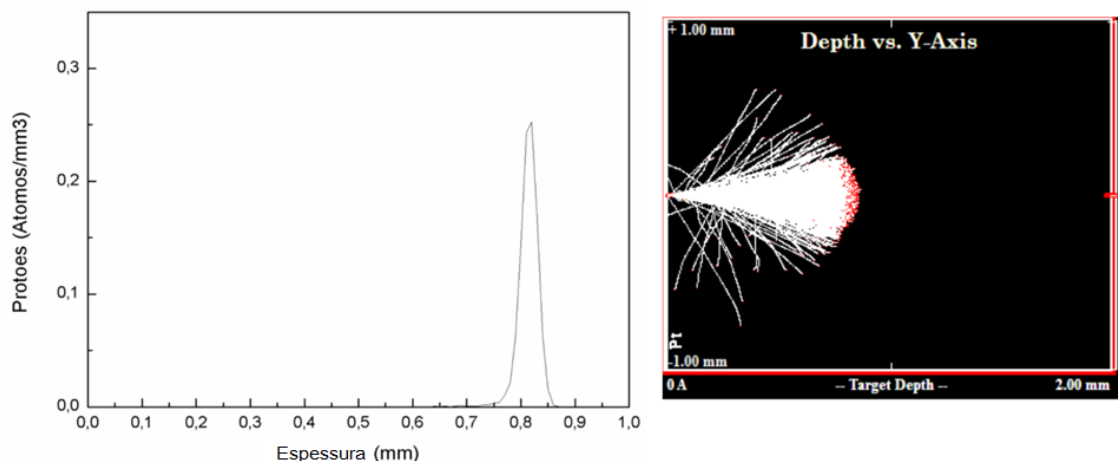 0,3
0,2
0,1
0,0
Protoes (Atomos/mm3)
0,0 0,1 0,2 0,3 0,4 0,5 0,6 0,7 0,8 0,9 1,0
Espessura (mm)
+ 1.00 mm
Depth vs. Y-Axis
Pt
-1.00 mm
0 A -- Target Depth -- 2.00 mm